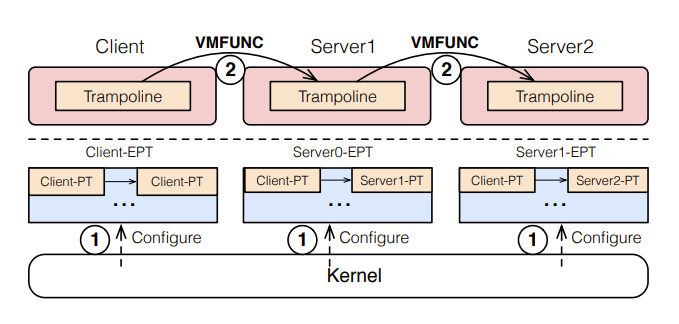 Client VMFUNC Server1 VMFUNC Server2
2 2
Trampoline Trampoline Trampoline
Client-EPT Server0-EPT Server1-EPT
Client-PT Client-PT Client-PT Server1-PT Client-PT Server2-PT
... ... ...
1 Configure 1 Configure 1 Configure
Kernel